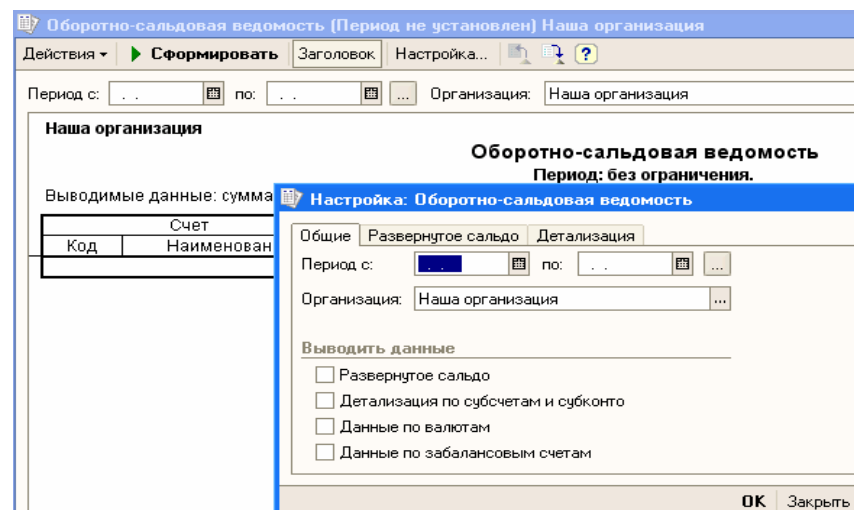 Оборотно-сальдовая ведомость (Период не установлен) Наша организация
Действия Сформировать Заголовок Настройка... ?
Период с: . . по: . . ... Организация: Наша организация
Наша организация
Оборотно-сальдовая ведомость
Период: без ограничения.
Выводимые данные: сумма
Счет
Код Наименован
Настройка: Оборотно-сальдовая ведомость
Общие Развернутое сальдо Детализация
Период с: . . по: . . ...
Организация: Наша организация ...
Выводить данные
Развернутое сальдо
Детализация по субсчетам и субконто
Данные по валютам
Данные по забалансовым счетам
OK Закрыть